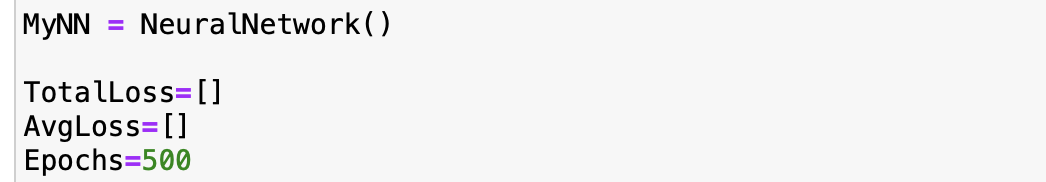 MyNN = NeuralNetwork()
TotalLoss=[]
AvgLoss=[]
Epochs=500